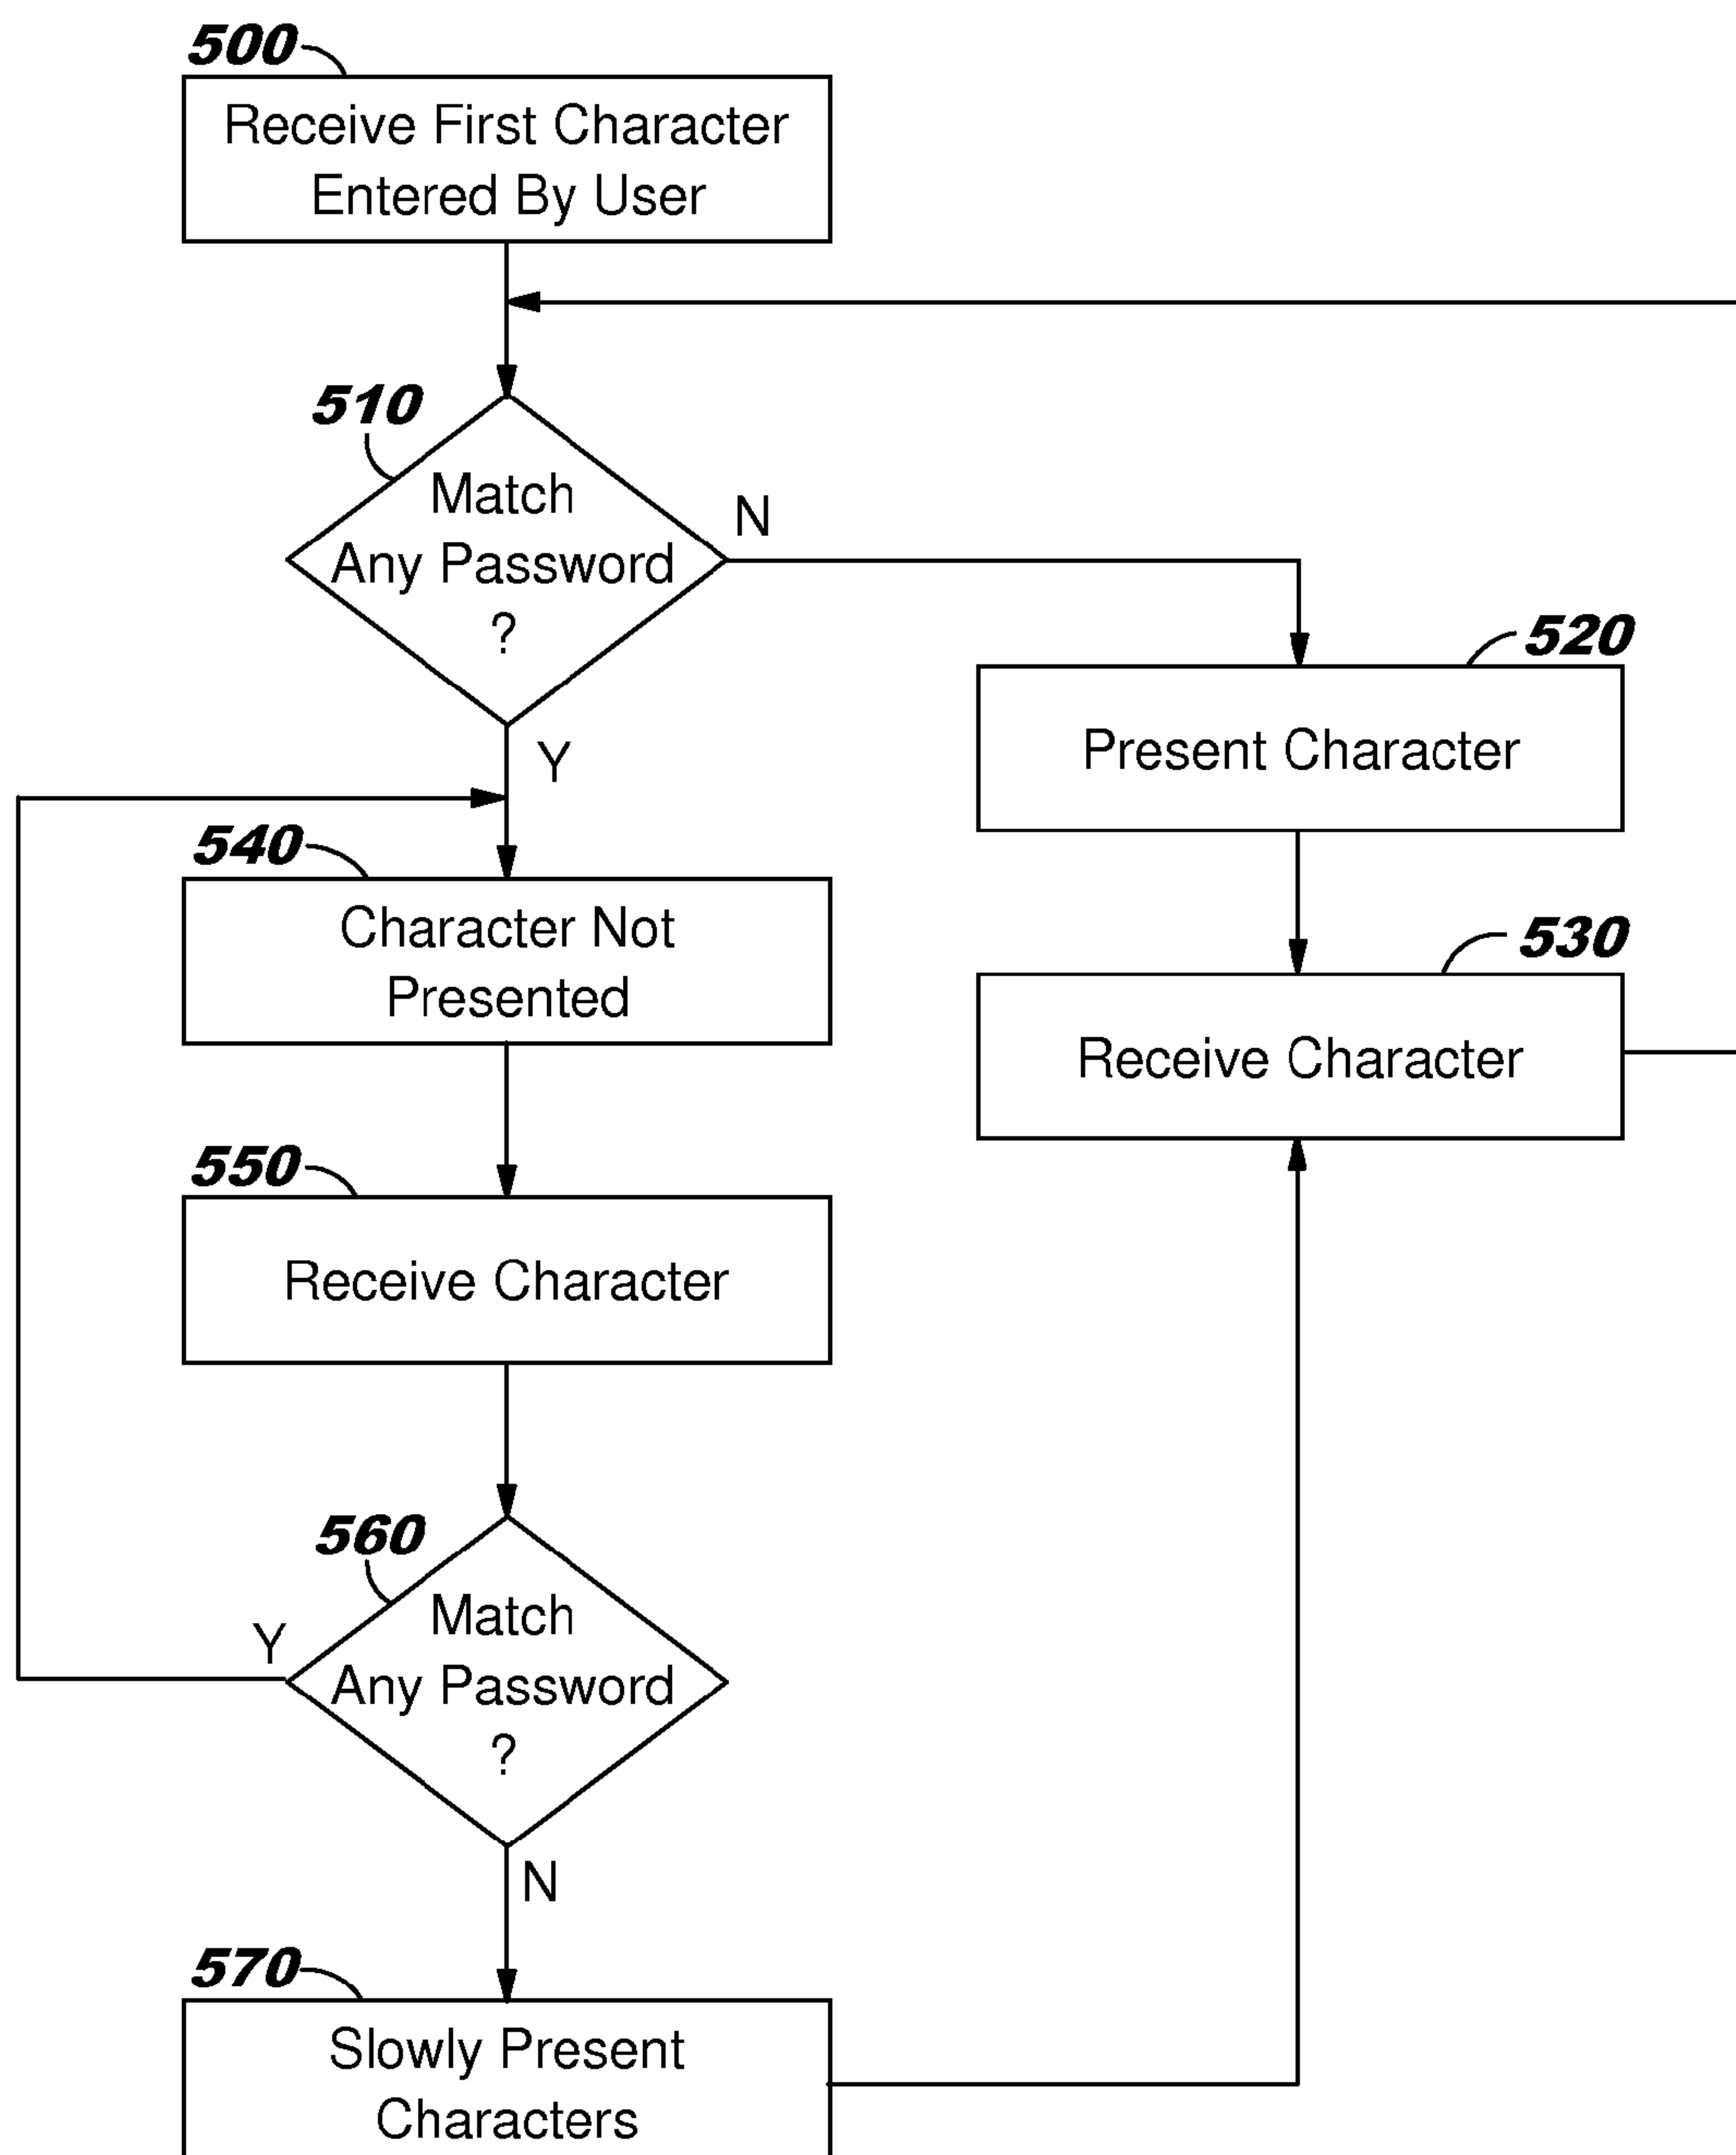 500
Receive First Character
Entered By User
510
Match
Any Password
?
N
Y
520
Present Character
530
Receive Character
540
Character Not
Presented
550
Receive Character
560
Match
Any Password
?
Y
N
570
Slowly Present
Characters